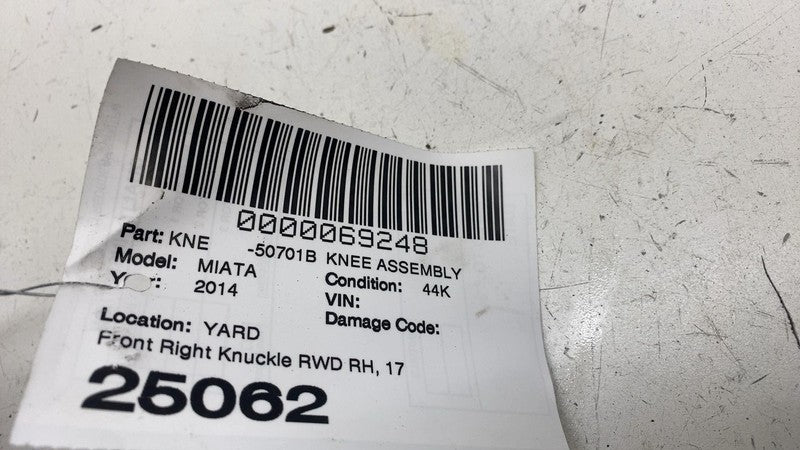 0000069248
Part: KNE -50701B KNEE ASSEMBLY
Model: MIATA Condition: 44K
2014 VIN:
Damage Code:
Location: YARD
Front Right Knuckle RWD RH, 17
25062